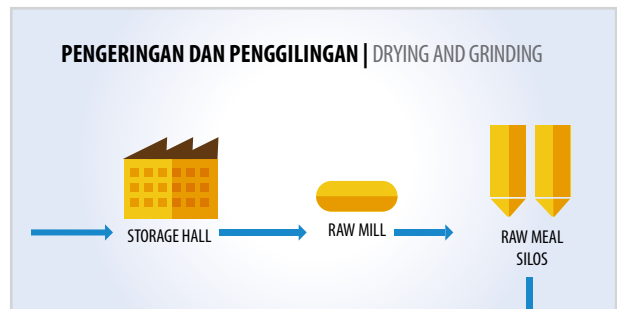 PENGERINGAN DAN PENGGILINGAN | DRYING AND GRINDING
STORAGE HALL
RAW MILL
RAW MEAL
SILOS